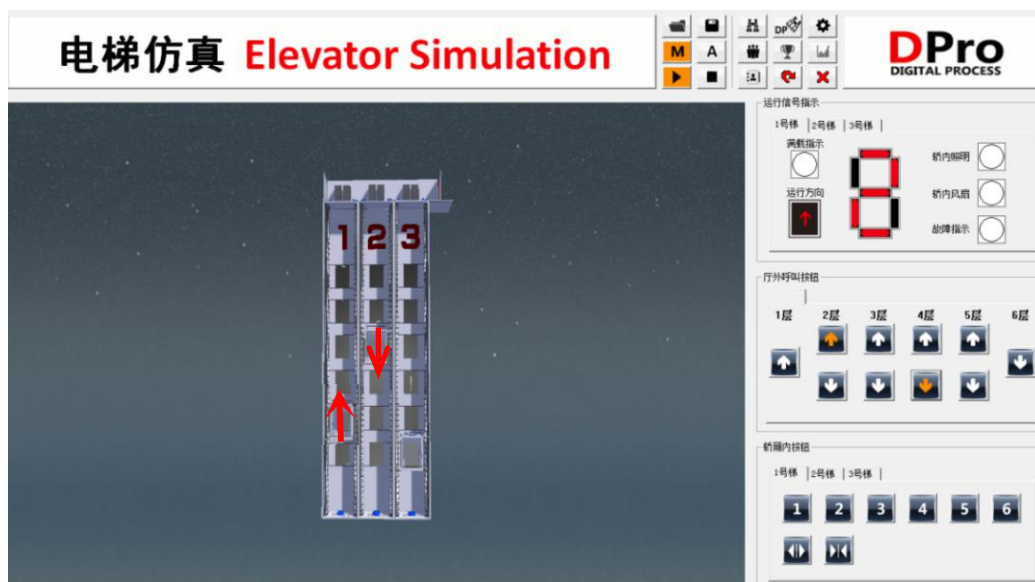 电梯仿真 Elevator Simulation
DP
M A
DPro
DIGITAL PROCESS
运行信号指示
1号梯 2号梯 3号梯
满载指示
轿内照明
运行方向
轿内风扇
故障指示
2
1 2 3
厅外呼叫按钮
1层 2层 3层 4层 5层 6层
轿厢内按钮
1号梯 2号梯 3号梯
1 2 3 4 5 6